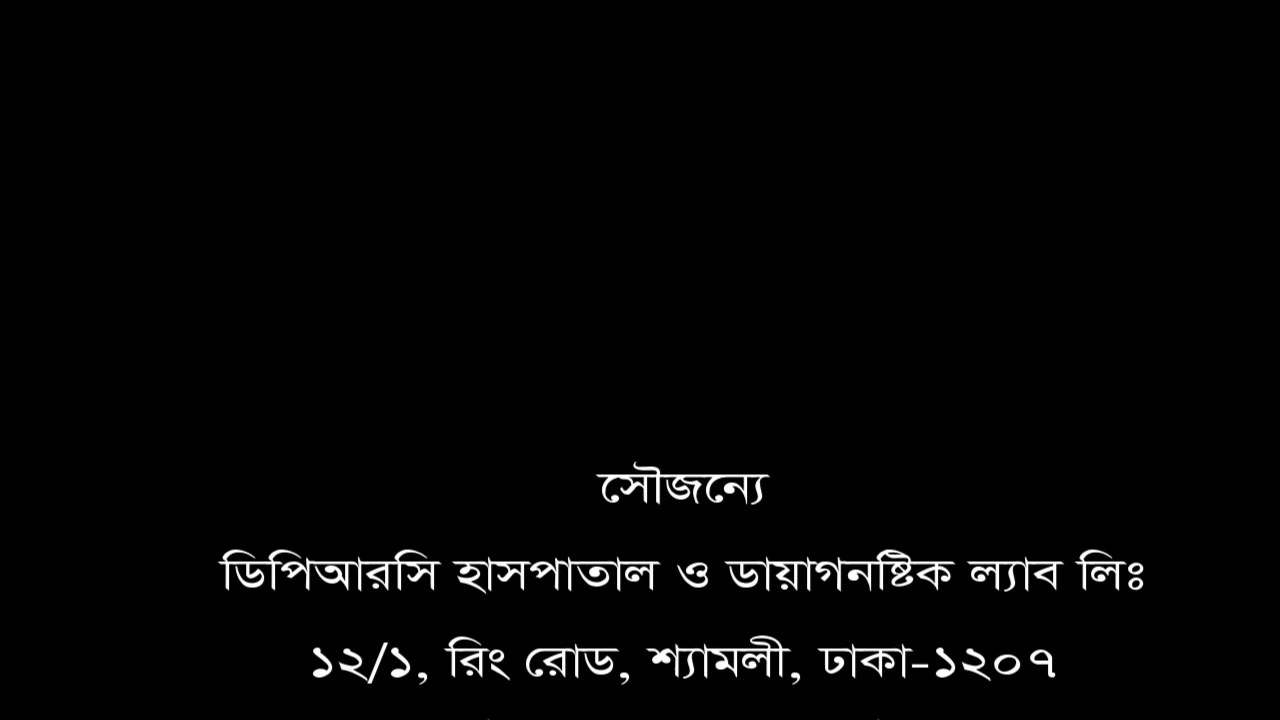 সৌজন্যে
ডিপিআরসি হাসপাতাল ও ডায়াগনষ্টিক ল্যাব লিঃ
১২/১, রিং রোড, শ্যামলী, ঢাকা-১২০৭